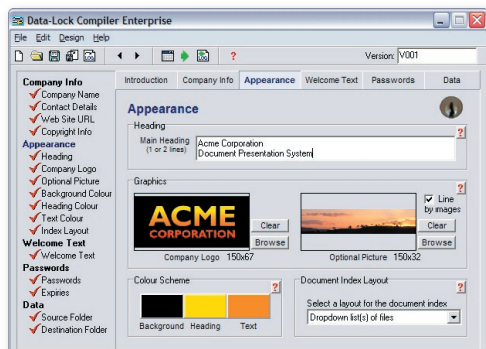 Data-Lock Compiler Enterprise
File Edit Design Help
? Version: V001
Company Info
Company Name
Contact Details
Web Site URL
Copyright Info
Appearance
Heading
Company Logo
Optional Picture
Background Colour
Heading Colour
Text Colour
Index Layout
Welcome Text
Welcome Text
Passwords
Passwords
Expiries
Data
Source Folder
Destination Folder
Introduction Company Info Appearance Welcome Text Passwords Data
Appearance
Heading
?
Main Heading
(1 or 2 lines)
Acme Corporation
Document Presentation System
Graphics
?
ACME
CORPORATION
Clear
Browse
Company Logo 150x67
Line
by images
Clear
Browse
Optional Picture 150x32
Colour Scheme
?
Background Heading Text
Document Index Layout
?
Select a layout for the document index
Dropdown list(s) of files